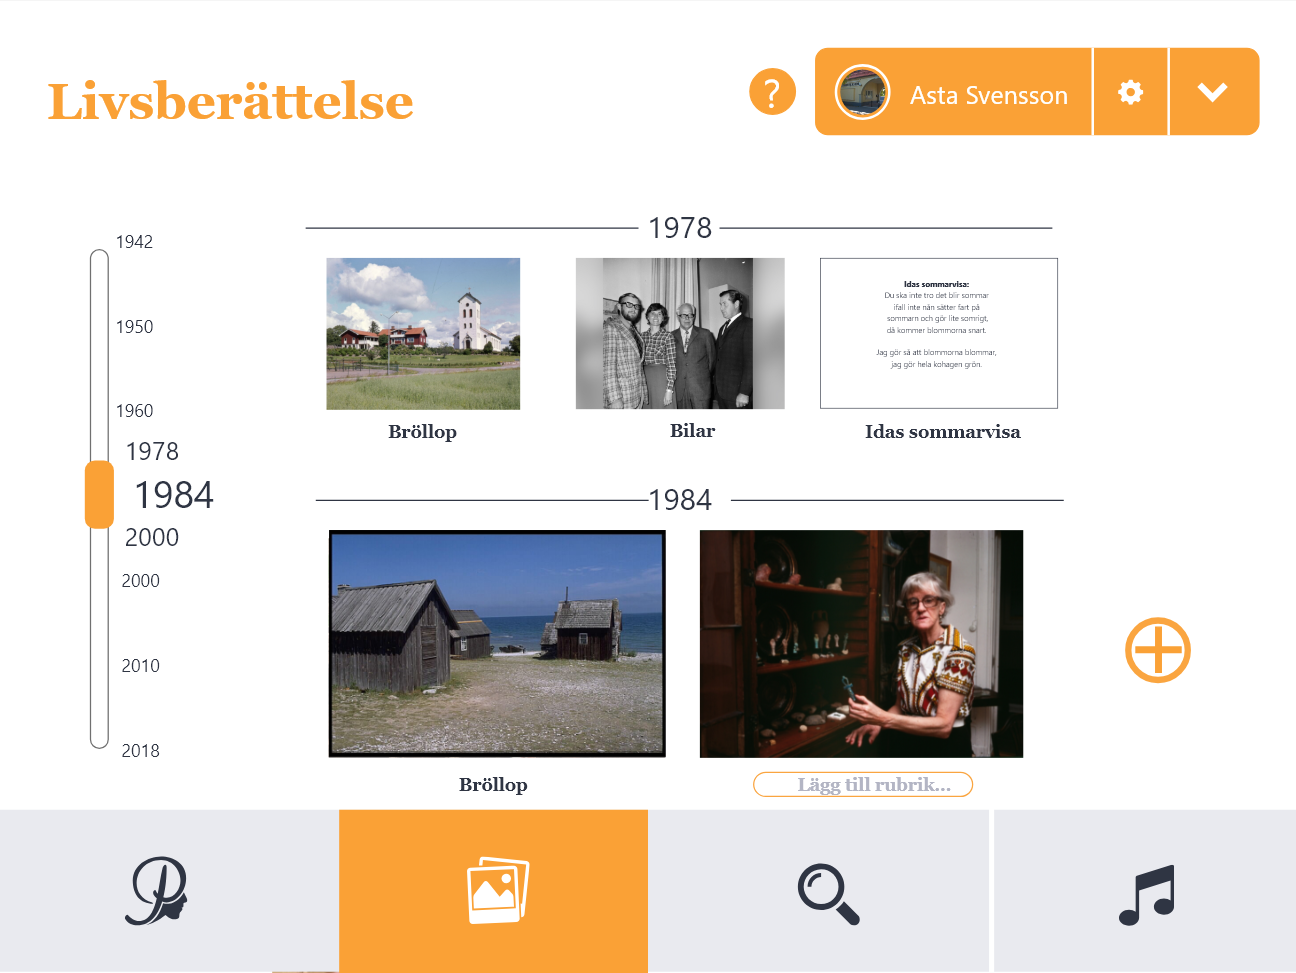 Livsberättelse
?
Asta Svensson
1942
1950
1960
1978
1984
2000
2000
2010
2018
1978
Idas sommarvisa:
Du ska inte tro det blir sommar
ifall inte nån sätter fart på
sommarn och gör lite somrigt,
då kommer blommorna snart.
Jag gör så att blommorna blommar,
jag gör hela kohagen grön.
Bröllop
Bilar
Idas sommarvisa
1984
Bröllop
Lägg till rubrik...